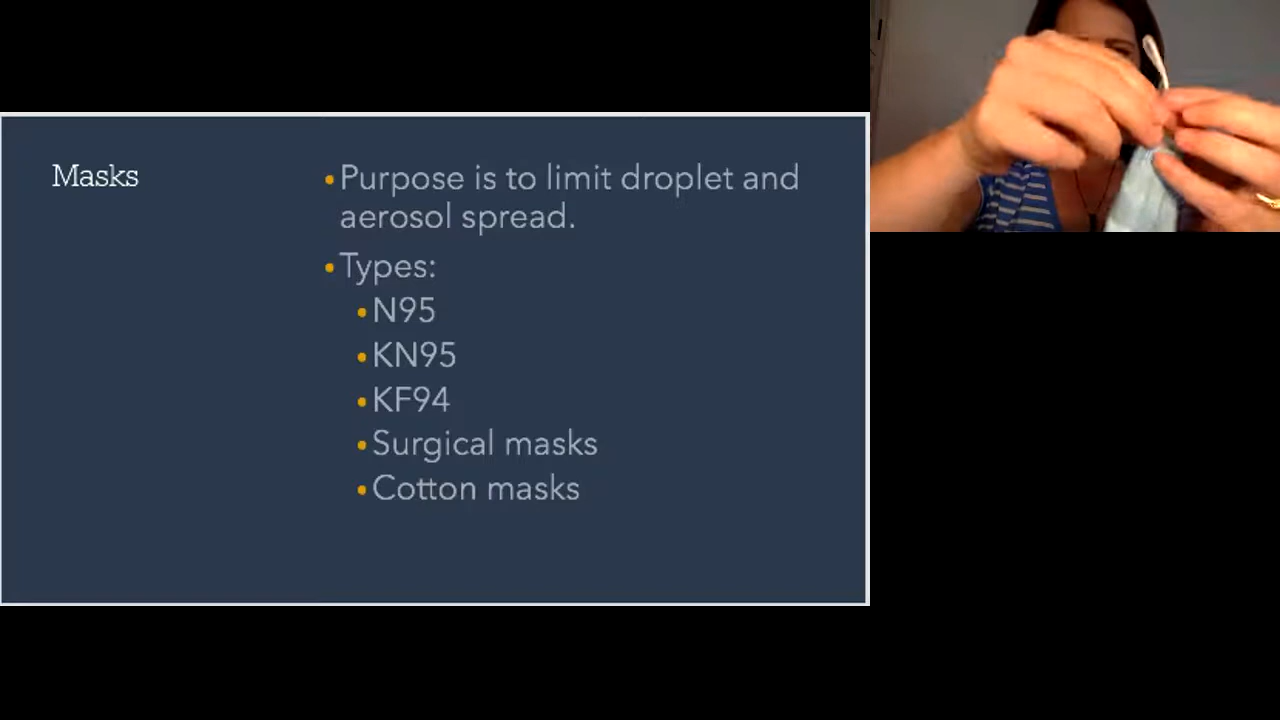 Masks
Purpose is to limit droplet and
aerosol spread.
Types:
N95
KN95
KF94
Surgical masks
Cotton masks